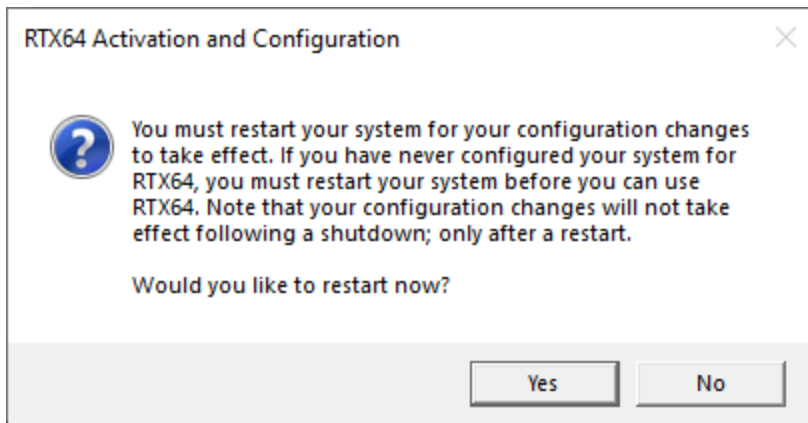 RTX64 Activation and Configuration
You must restart your system for your configuration changes
to take effect. If you have never configured your system for
RTX64, you must restart your system before you can use
RTX64. Note that your configuration changes will not take
effect following a shutdown; only after a restart.
Would you like to restart now?
Yes
No